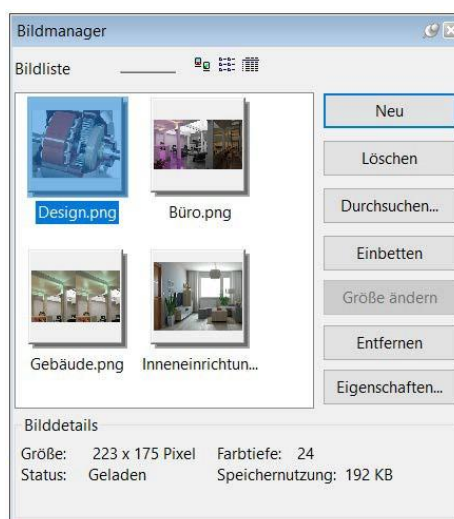 Bildmanager
Bildliste
Neu
Löschen
Design.png
Büro.png
Durchsuchen...
Einbetten
Größe ändern
Entfernen
Gebäude.png
Inneneinrichtun...
Eigenschaften...
Bilddetails
Größe: 223 x 175 Pixel Farbtiefe: 24
Status: Geladen Speichernutzung: 192 KB